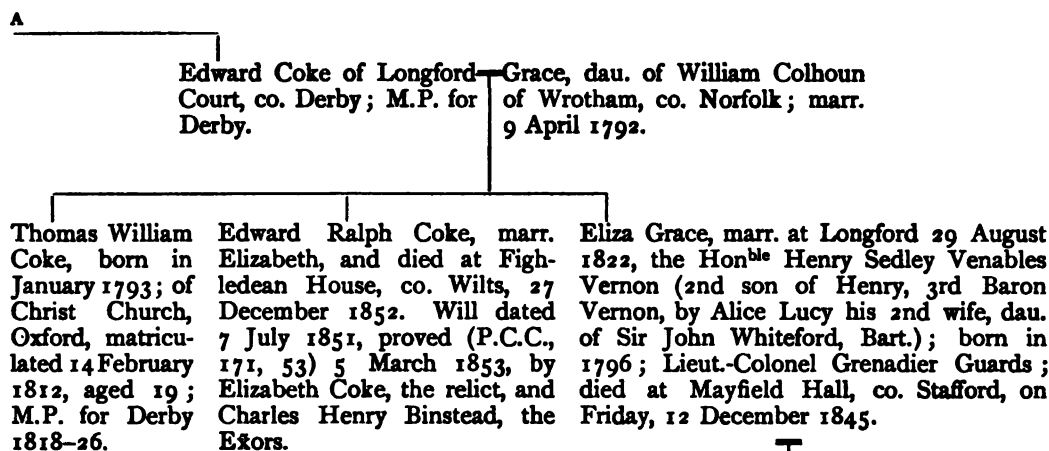 A
Edward Coke of Longford
Court, co. Derby; M.P. for
Derby.
Grace, dau. of William Colhoun
of Wrotham, co. Norfolk; marr.
9 April 1792.
Thomas William
Coke, born in
January 1793; of
Christ Church,
Oxford, matricu-
lated 14 February
1812, aged 19;
M.P. for Derby
1818–26.
Edward Ralph Coke, marr.
Elizabeth, and died at Figh-
ledean House, co. Wilts, 27
December 1852. Will dated
7 July 1851, proved (P.C.C.,
171, 53) 5 March 1853, by
Elizabeth Coke, the relict, and
Charles Henry Binstead, the
Exors.
Eliza Grace, marr. at Longford 29 August
1822, the Honble Henry Sedley Venables
Vernon (2nd son of Henry, 3rd Baron
Vernon, by Alice Lucy his 2nd wife, dau.
of Sir John Whiteford, Bart.); born in
1796; Lieut.-Colonel Grenadier Guards;
died at Mayfield Hall, co. Stafford, on
Friday, 12 December 1845.